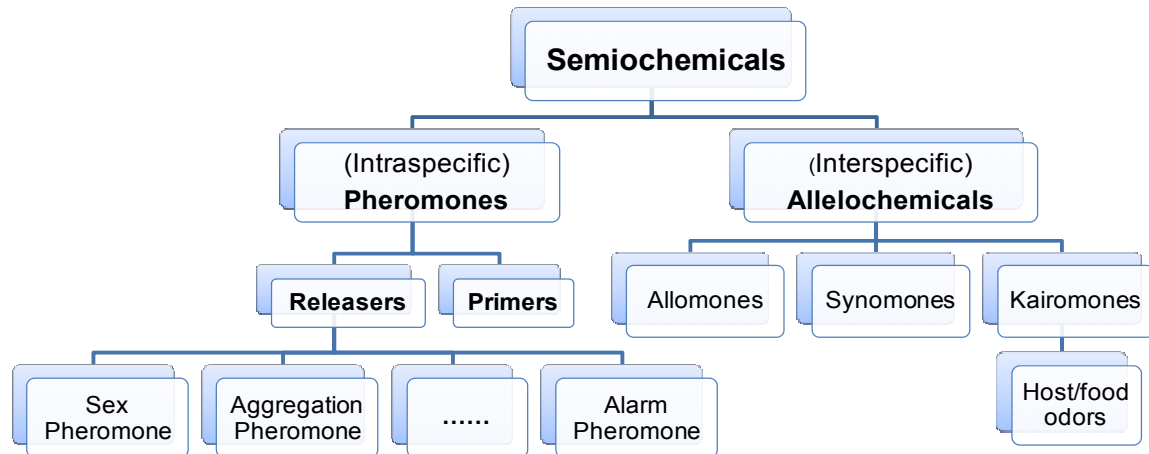 Semiochemicals
(Intraspecific)
Pheromones
(Interspecific)
Allelochemicals
Releasers
Primers
Allomones
Synomones
Kairomones
Sex
Pheromone
Aggregation
Pheromone
......
Alarm
Pheromone
Host/food
odors